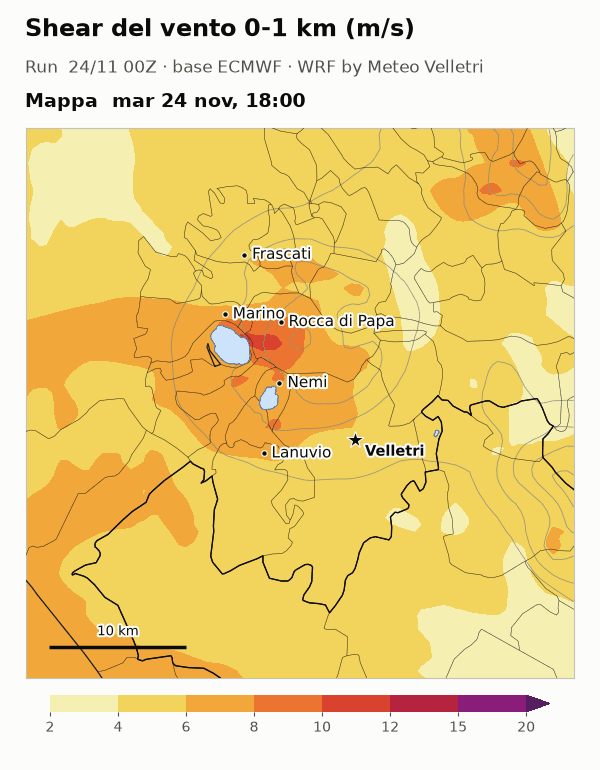 Shear del vento 0-1 km (m/s)
Run  24/11 00Z · base ECMWF · WRF by Meteo Velletri
Mappa  mar 24 nov, 18:00
Frascati
Marino
Rocca di Papa
Nemi
Velletri
Lanuvio
10 km
2 4 6 8 10 12 15 20